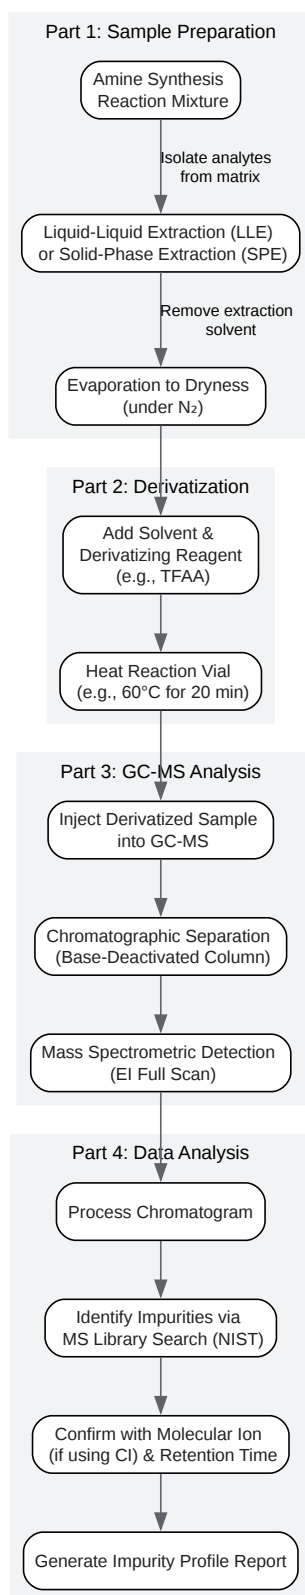 Part 1: Sample Preparation
Amine Synthesis
Reaction Mixture
Isolate analytes
from matrix
Liquid-Liquid Extraction (LLE)
or Solid-Phase Extraction (SPE)
Remove extraction
solvent
Evaporation to Dryness
(under N₂)
Part 2: Derivatization
Add Solvent &
Derivatizing Reagent
(e.g., TFAA)
Heat Reaction Vial
(e.g., 60°C for 20 min)
Part 3: GC-MS Analysis
Inject Derivatized Sample
into GC-MS
Chromatographic Separation
(Base-Deactivated Column)
Mass Spectrometric Detection
(EI Full Scan)
Part 4: Data Analysis
Process Chromatogram
Identify Impurities via
MS Library Search (NIST)
Confirm with Molecular Ion
(if using CI) & Retention Time
Generate Impurity Profile Report